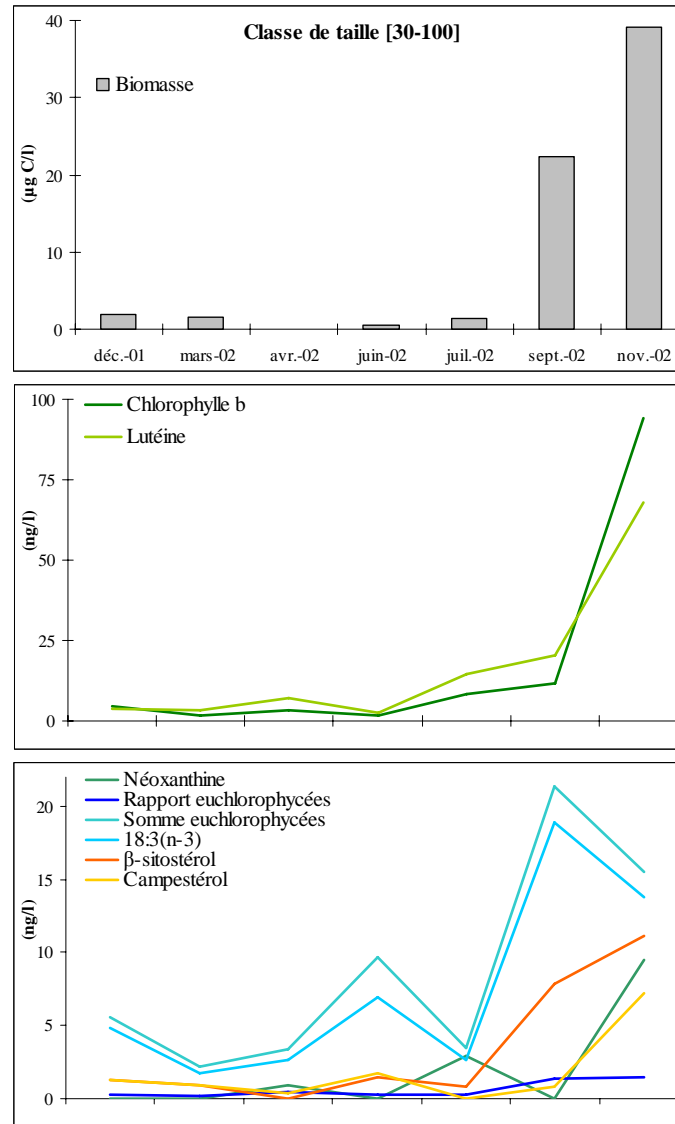 Classe de taille [30-100]
40
Biomasse
30
(µg C/l)
20
10
0
déc.-01 mars-02 avr.-02 juin-02 juil.-02 sept.-02 nov.-02
100
Chlorophylle b
Lutéine
75
(ng/l)
50
25
0
Néoxanthine
Rapport euchlorophycées
20
Somme euchlorophycées
18:3(n-3)
β-sitostérol
15
Campestérol
(ng/l)
10
5
0